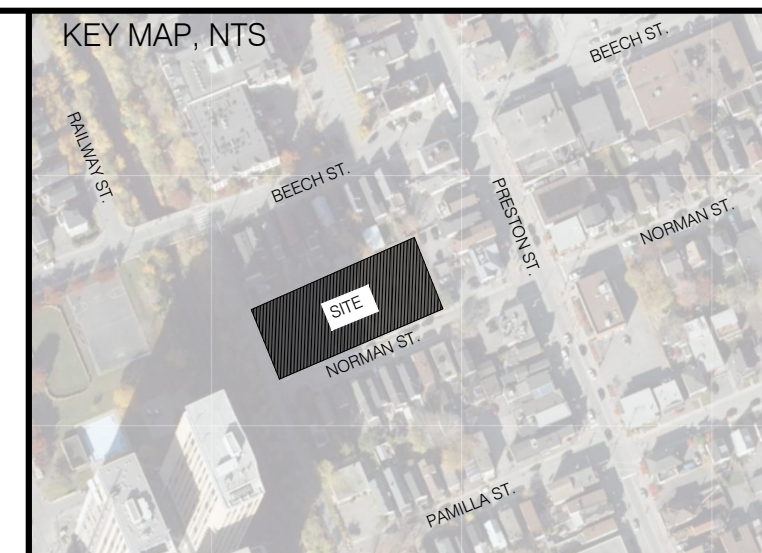 KEY MAP, NTS
BEECH ST.
RAILWAY ST.
BEECH ST.
PRESTON ST.
NORMAN ST.
SITE
NORMAN ST.
PAMILLA ST.